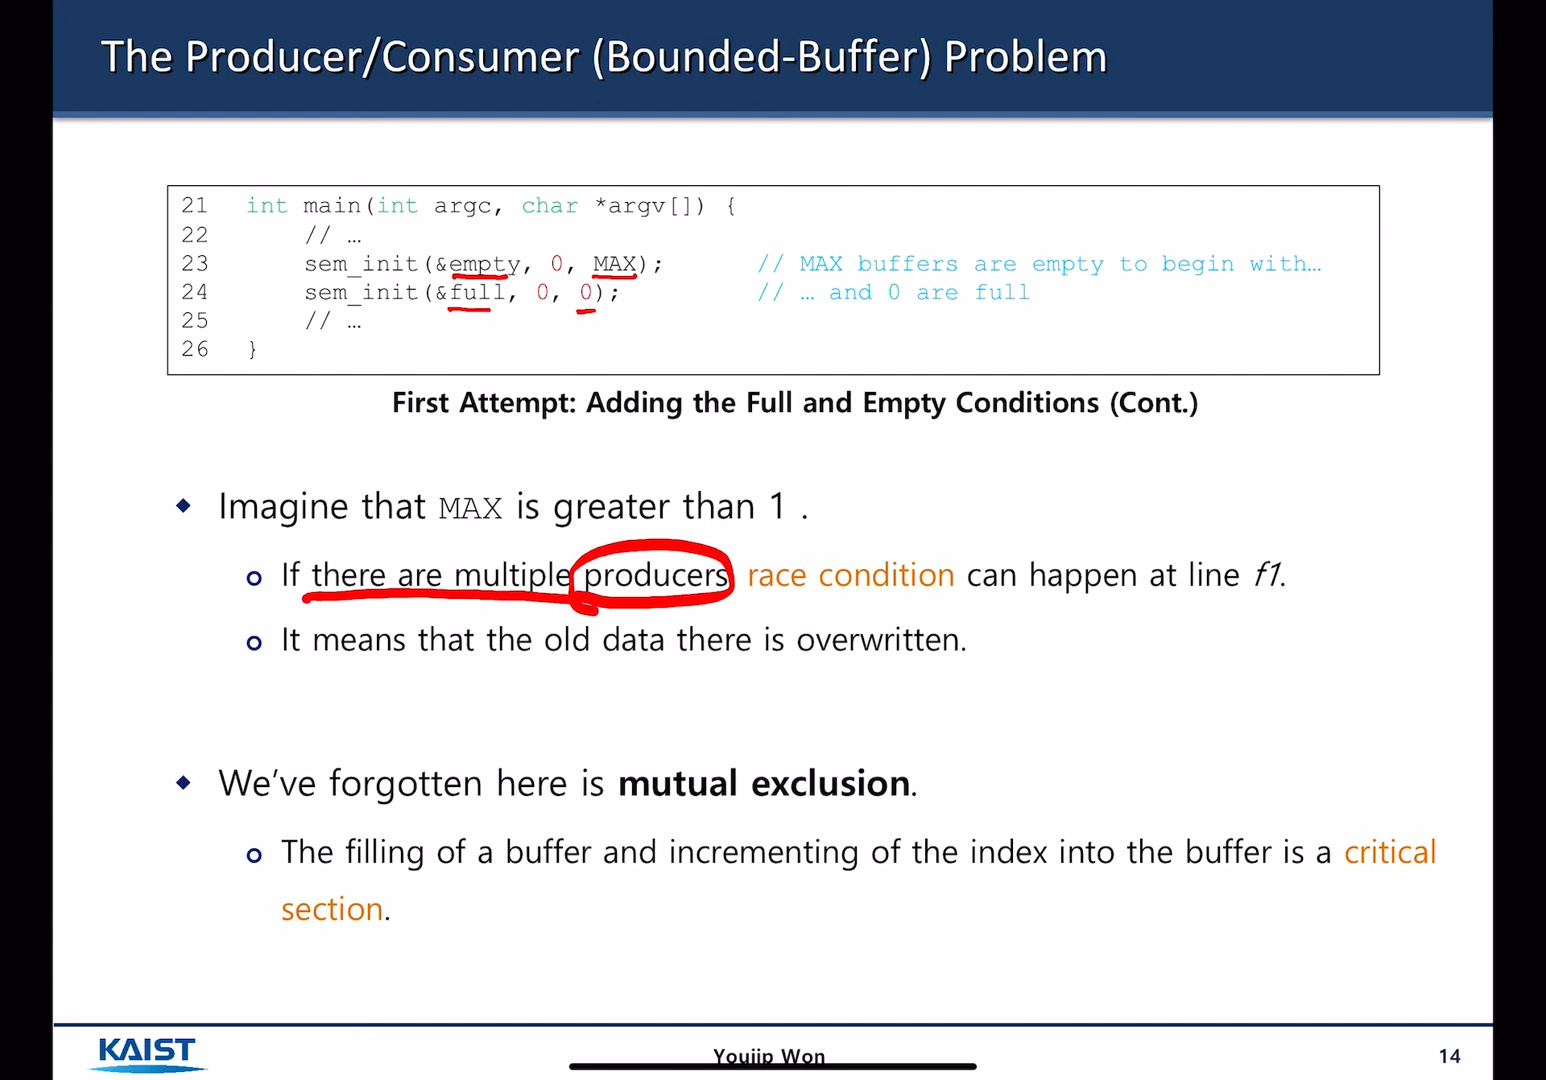 The Producer/Consumer (Bounded-Buffer) Problem
21 int main(int argc, char *argv[]) {
22 // …
23 sem_init(&empty, 0, MAX); // MAX buffers are empty to begin with…
24 sem_init(&full, 0, 0); // … and 0 are full
25 // …
26 }
First Attempt: Adding the Full and Empty Conditions (Cont.)
Imagine that MAX is greater than 1 .
If there are multiple producers race condition can happen at line f1.
It means that the old data there is overwritten.
We’ve forgotten here is mutual exclusion.
The filling of a buffer and incrementing of the index into the buffer is a critical
section.
KAIST
Youjip Won
14